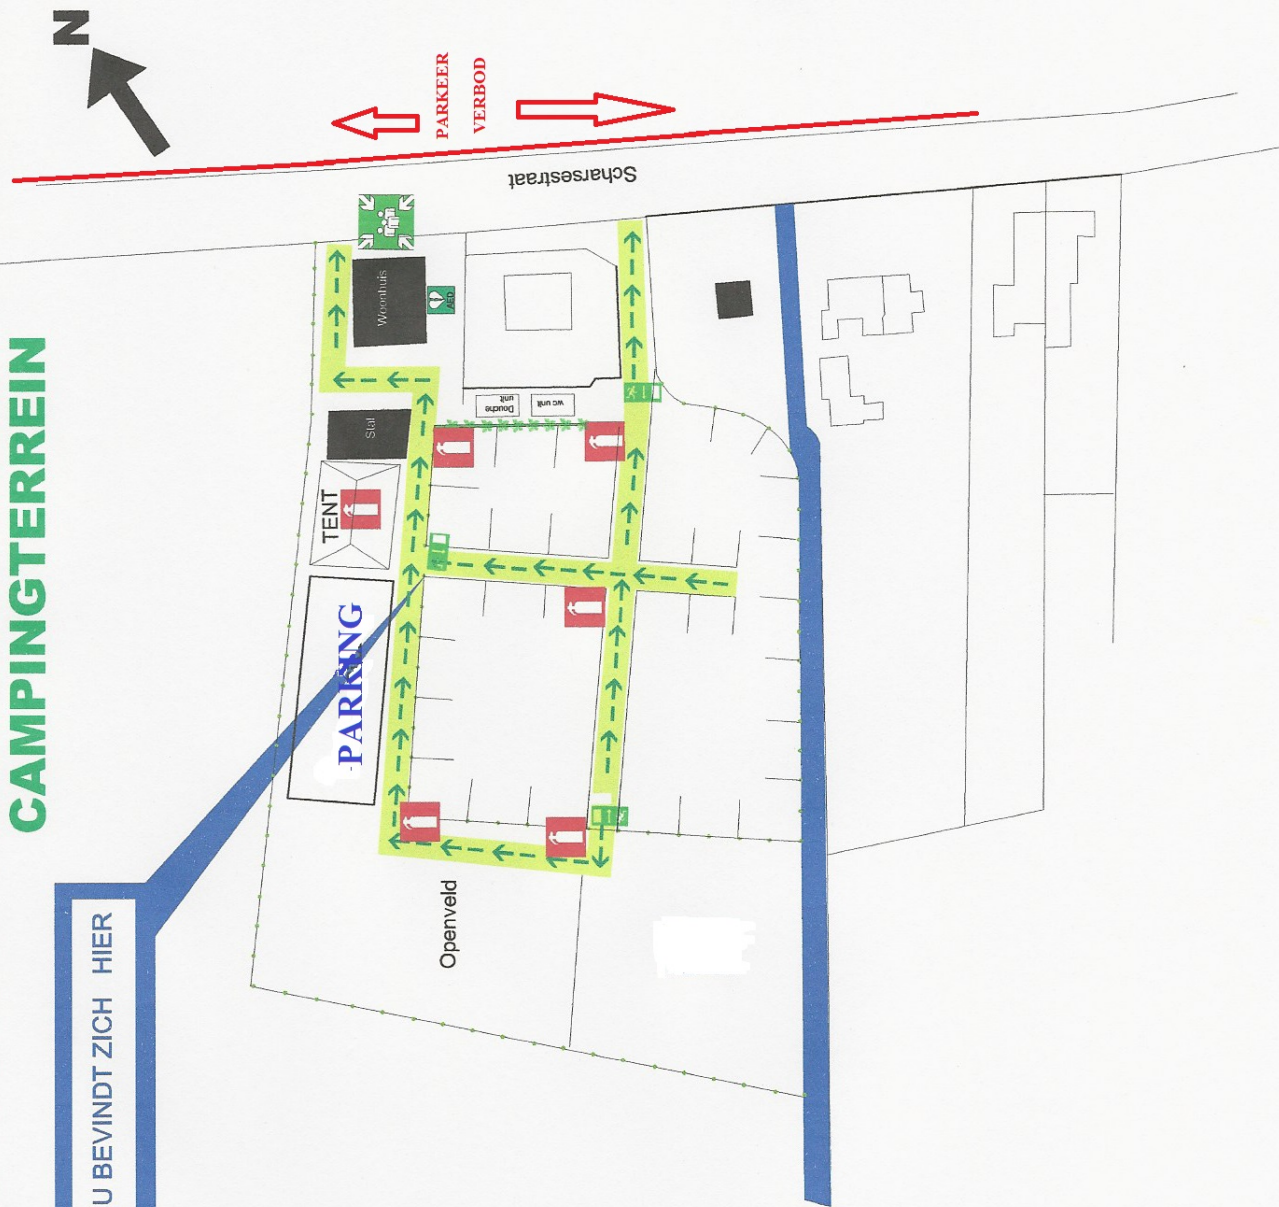 N
PARKEER
VERBOD
Scharsestraat
CAMPINGTERREIN
Woonhuis
AED
Douche
unit
wc unit
Stal
TENT
PARKING
Openveld
U BEVINDT ZICH HIER